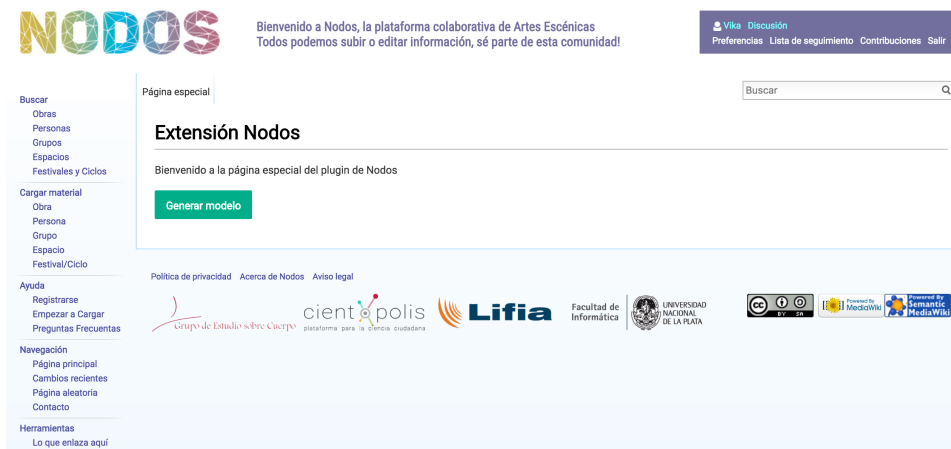 NODOS
Bienvenido a Nodos, la plataforma colaborativa de Artes Escénicas
Todos podemos subir o editar información, sé parte de esta comunidad!
Vika Discusión
Preferencias Lista de seguimiento Contribuciones Salir
Página especial
Buscar
Buscar
Obras
Personas
Grupos
Espacios
Festivales y Ciclos
Cargar material
Obra
Persona
Grupo
Espacio
Festival/Ciclo
Ayuda
Registrarse
Empezar a Cargar
Preguntas Frecuentas
Navegación
Página principal
Cambios recientes
Página aleatoria
Contacto
Herramientas
Lo que enlaza aquí
Extensión Nodos
Bienvenido a la página especial del plugin de Nodos
Generar modelo
Política de privacidad Acerca de Nodos Aviso legal
Grupo de Estudio sobre Cuerpo
cientópolis
plataforma para la ciencia ciudadana
Lifia
Facultad de
Informática
UNIVERSIDAD
NACIONAL
DE LA PLATA
cc BY SA
Powered By
MediaWiki
Powered By
Semantic
MediaWiki